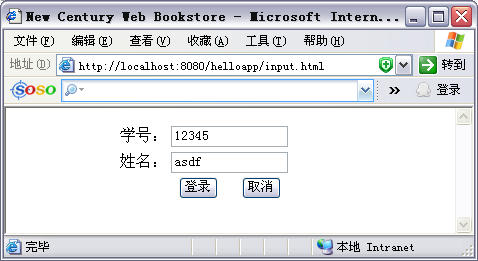 New Century Web Bookstore - Microsoft Intern...
文件(F) 编辑(E) 查看(V) 收藏(A) 工具(T) 帮助(H)
地址(D) http://localhost:8080/helloapp/input.html 转到
SOSO » 登录
学号： 12345
姓名： asdf
登录 取消
完毕 本地 Intranet